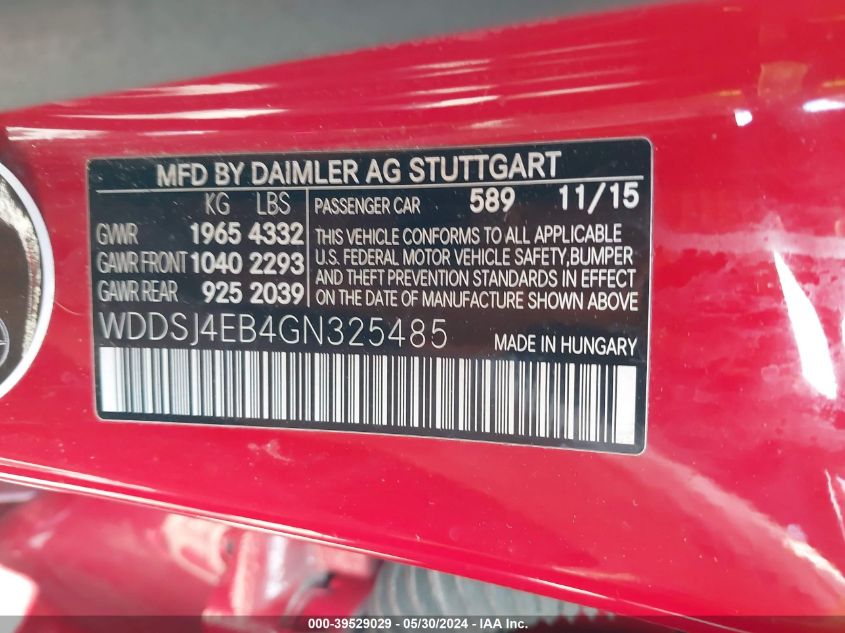 MFD BY DAIMLER AG STUTTGART
KG LBS
GVWR 1965 4332
GAWR FRONT 1040 2293
GAWR REAR 925 2039
PASSENGER CAR 589 11/15
THIS VEHICLE CONFORMS TO ALL APPLICABLE
U.S. FEDERAL MOTOR VEHICLE SAFETY,BUMPER
AND THEFT PREVENTION STANDARDS IN EFFECT
ON THE DATE OF MANUFACTURE SHOWN ABOVE
WDDSJ4EB4GN325485
MADE IN HUNGARY
000-39529029 - 05/30/2024 - IAA Inc.